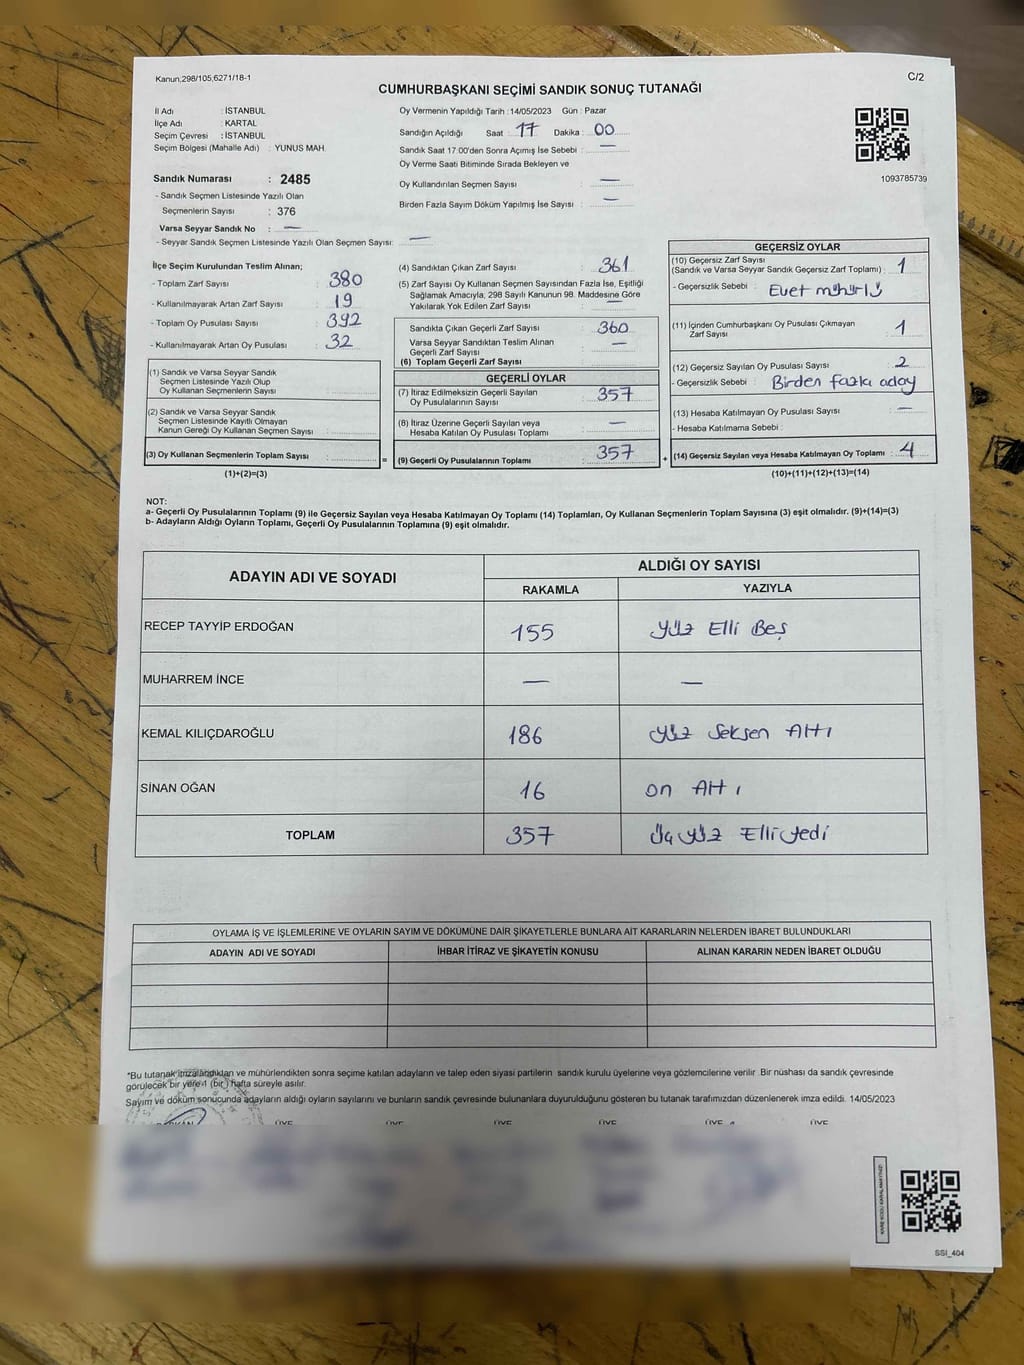 Kanun;298/105;6271/18-1
C/2
CUMHURBAŞKANI SEÇİMİ SANDIK SONUÇ TUTANAĞI
İl Adı : İSTANBUL
İlçe Adı : KARTAL
Seçim Çevresi : İSTANBUL
Seçim Bölgesi (Mahalle Adı) : YUNUS MAH.
Sandık Numarası : 2485
- Sandık Seçmen Listesinde Yazılı Olan
Seçmenlerin Sayısı : 376
Varsa Seyyar Sandık No : —
- Seyyar Sandık Seçmen Listesinde Yazılı Olan Seçmen Sayısı: —
Oy Vermenin Yapıldığı Tarih : 14/05/2023 Gün : Pazar
Sandığın Açıldığı Saat : 17 Dakika : 00
Sandık Saat 17:00'den Sonra Açımış İse Sebebi : —
Oy Verme Saati Bitiminde Sırada Bekleyen ve
Oy Kullandırılan Seçmen Sayısı : —
Birden Fazla Sayım Döküm Yapılmış İse Sayısı : —
1093785739
İlçe Seçim Kurulundan Teslim Alınan;
- Toplam Zarf Sayısı : 380
- Kullanılmayarak Artan Zarf Sayısı : 19
- Toplam Oy Pusulası Sayısı : 392
- Kullanılmayarak Artan Oy Pusulası : 32
(1) Sandık ve Varsa Seyyar Sandık
Seçmen Listesinde Yazılı Olup
Oy Kullanan Seçmenlerin Sayısı :
(2) Sandık ve Varsa Seyyar Sandık
Seçmen Listesinde Kayıtlı Olmayan
Kanun Gereği Oy Kullanan Seçmen Sayısı :
(3) Oy Kullanan Seçmenlerin Toplam Sayısı :
(1)+(2)=(3)
(4) Sandıktan Çıkan Zarf Sayısı : 361
(5) Zarf Sayısı Oy Kullanan Seçmen Sayısından Fazla İse, Eşitliği
Sağlamak Amacıyla, 298 Sayılı Kanunun 98. Maddesine Göre
Yakılarak Yok Edilen Zarf Sayısı : —
Sandıkta Çıkan Geçerli Zarf Sayısı : 360
Varsa Seyyar Sandıktan Teslim Alınan
Geçerli Zarf Sayısı : —
(6) Toplam Geçerli Zarf Sayısı
GEÇERLİ OYLAR
(7) İtiraz Edilmeksizin Geçerli Sayılan
Oy Pusulalarının Sayısı : 357
(8) İtiraz Üzerine Geçerli Sayılan veya
Hesaba Katılan Oy Pusulası Toplamı : —
= (9) Geçerli Oy Pusulalarının Toplamı : 357
GEÇERSİZ OYLAR
(10) Geçersiz Zarf Sayısı
(Sandık ve Varsa Seyyar Sandık Geçersiz Zarf Toplamı) : 1
- Geçersizlik Sebebi : Evet mühürlü
(11) İçinden Cumhurbaşkanı Oy Pusulası Çıkmayan
Zarf Sayısı : 1
(12) Geçersiz Sayılan Oy Pusulası Sayısı : 2
- Geçersizlik Sebebi : Birden fazla aday
(13) Hesaba Katılmayan Oy Pusulası Sayısı : —
- Hesaba Katılmama Sebebi :
+ (14) Geçersiz Sayılan veya Hesaba Katılmayan Oy Toplamı : 4
(10)+(11)+(12)+(13)=(14)
NOT:
a- Geçerli Oy Pusulalarının Toplamı (9) ile Geçersiz Sayılan veya Hesaba Katılmayan Oy Toplamı (14) Toplamları, Oy Kullanan Seçmenlerin Toplam Sayısına (3) eşit olmalıdır. (9)+(14)=(3)
b- Adayların Aldığı Oyların Toplamı, Geçerli Oy Pusulalarının Toplamına (9) eşit olmalıdır.
ADAYIN ADI VE SOYADI
ALDIĞI OY SAYISI
RAKAMLA YAZIYLA
RECEP TAYYİP ERDOĞAN 155 Yüz Elli Beş
MUHARREM İNCE — —
KEMAL KILIÇDAROĞLU 186 Yüz Seksen Altı
SİNAN OĞAN 16 on Altı
TOPLAM 357 Üçyüz Elliyedi
OYLAMA İŞ VE İŞLEMLERİNE VE OYLARIN SAYIM VE DÖKÜMÜNE DAİR ŞİKAYETLERLE BUNLARA AİT KARARLARIN NELERDEN İBARET BULUNDUKLARI
ADAYIN ADI VE SOYADI İHBAR İTİRAZ VE ŞİKAYETİN KONUSU ALINAN KARARIN NEDEN İBARET OLDUĞU
*Bu tutanak imzalandıktan ve mühürlendikten sonra seçime katılan adayların ve talep eden siyasi partilerin sandık kurulu üyelerine veya gözlemcilerine verilir. Bir nüshası da sandık çevresinde
görülecek bir yere 1 (bir) hafta süreyle asılır.
Sayım ve döküm sonucunda adayların aldığı oyların sayılarını ve bunların sandık çevresinde bulunanlara duyurulduğunu gösteren bu tutanak tarafımızdan düzenlenerek imza edildi. 14/05/2023
ÜYE ÜYE ÜYE ÜYE ÜYE ÜYE
SSİ_404